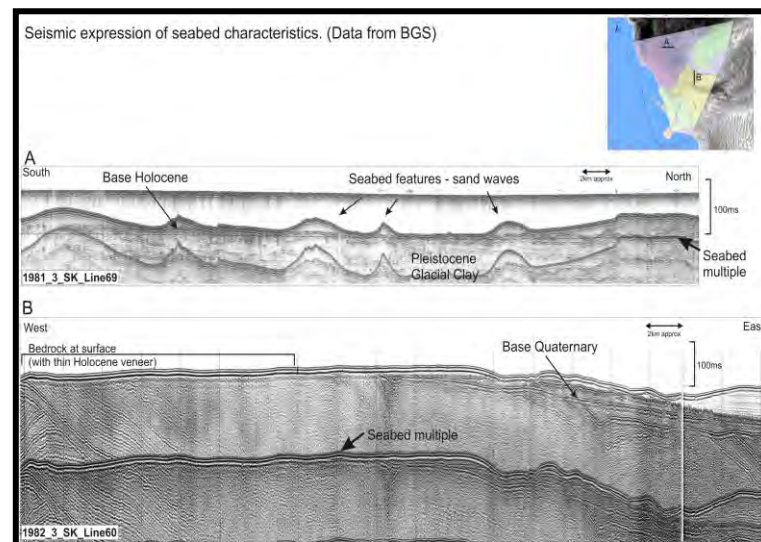 Seismic expression of seabed characteristics. (Data from BGS)
A
B
A
South
Base Holocene
Seabed features - sand waves
2km approx
North
100ms
Pleistocene
Glacial Clay
Seabed
multiple
1981_3_SK_Line69
B
West
2km approx
Eas
Bedrock at surface
(with thin Holocene veneer)
Base Quaternary
100ms
Seabed multiple
1982_3_SK_Line60